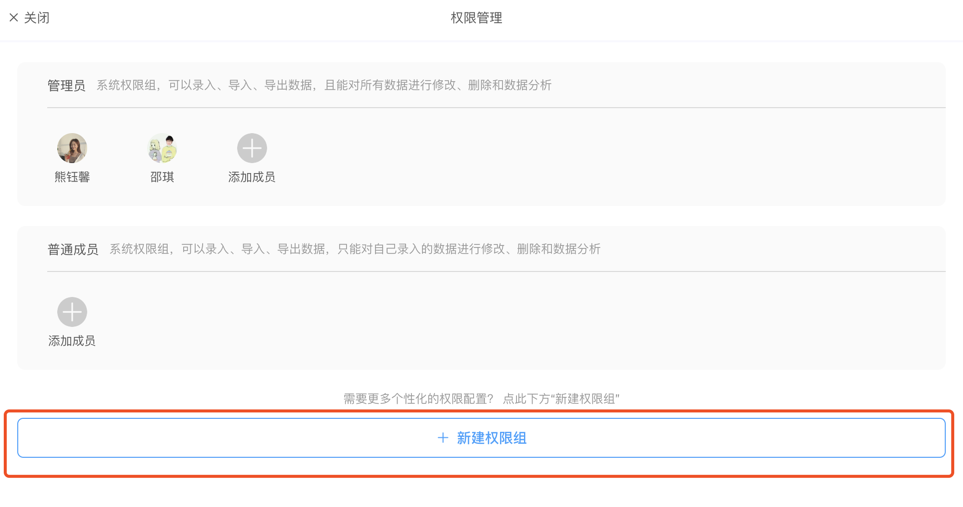 × 关闭
权限管理
管理员 系统权限组，可以录入、导入、导出数据，且能对所有数据进行修改、删除和数据分析
熊钰馨 邵琪 添加成员
普通成员 系统权限组，可以录入、导入、导出数据，只能对自己录入的数据进行修改、删除和数据分析
添加成员
需要更多个性化的权限配置？ 点此下方“新建权限组”
+ 新建权限组